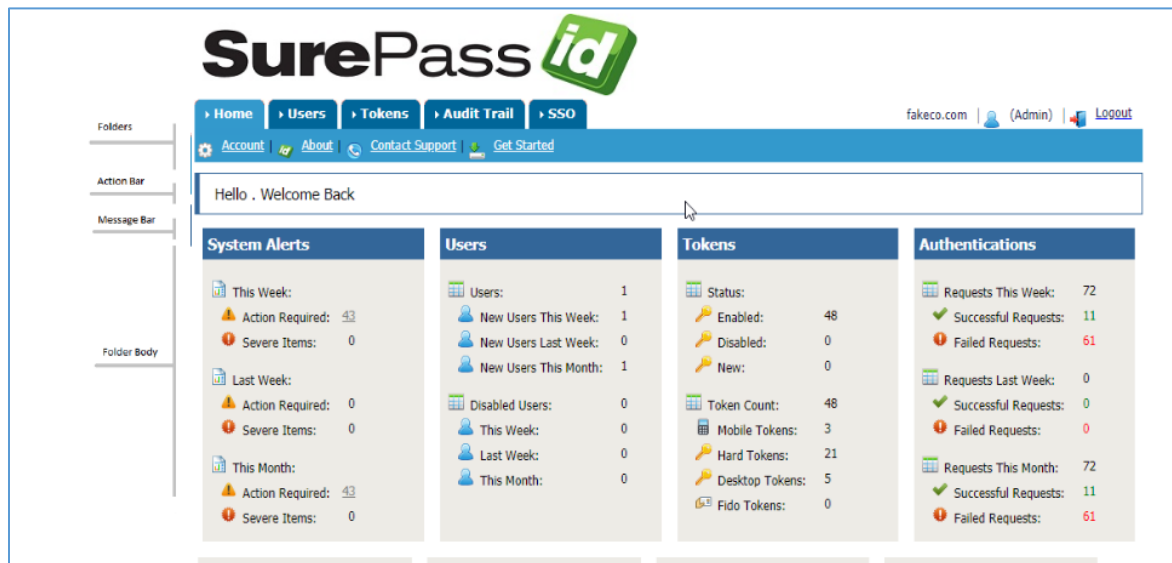 SurePass id
Home Users Tokens Audit Trail SSO
fakeco.com | (Admin) | Logout
Folders
Account | About | Contact Support | Get Started
Action Bar
Hello . Welcome Back
Message Bar
Folder Body
System Alerts
This Week:
Action Required: 43
Severe Items: 0
Last Week:
Action Required: 0
Severe Items: 0
This Month:
Action Required: 43
Severe Items: 0
Users
Users: 1
New Users This Week: 1
New Users Last Week: 0
New Users This Month: 1
Disabled Users: 0
This Week: 0
Last Week: 0
This Month: 0
Tokens
Status:
Enabled: 48
Disabled: 0
New: 0
Token Count: 48
Mobile Tokens: 3
Hard Tokens: 21
Desktop Tokens: 5
Fido Tokens: 0
Authentications
Requests This Week: 72
Successful Requests: 11
Failed Requests: 61
Requests Last Week: 0
Successful Requests: 0
Failed Requests: 0
Requests This Month: 72
Successful Requests: 11
Failed Requests: 61